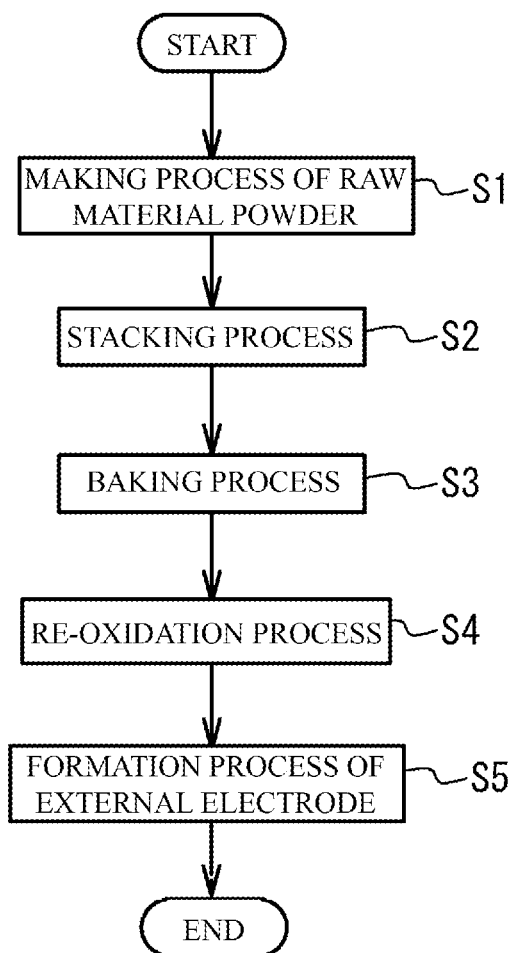 START
MAKING PROCESS OF RAW
MATERIAL POWDER
S1
STACKING PROCESS
S2
BAKING PROCESS
S3
RE-OXIDATION PROCESS
S4
FORMATION PROCESS OF
EXTERNAL ELECTRODE
S5
END